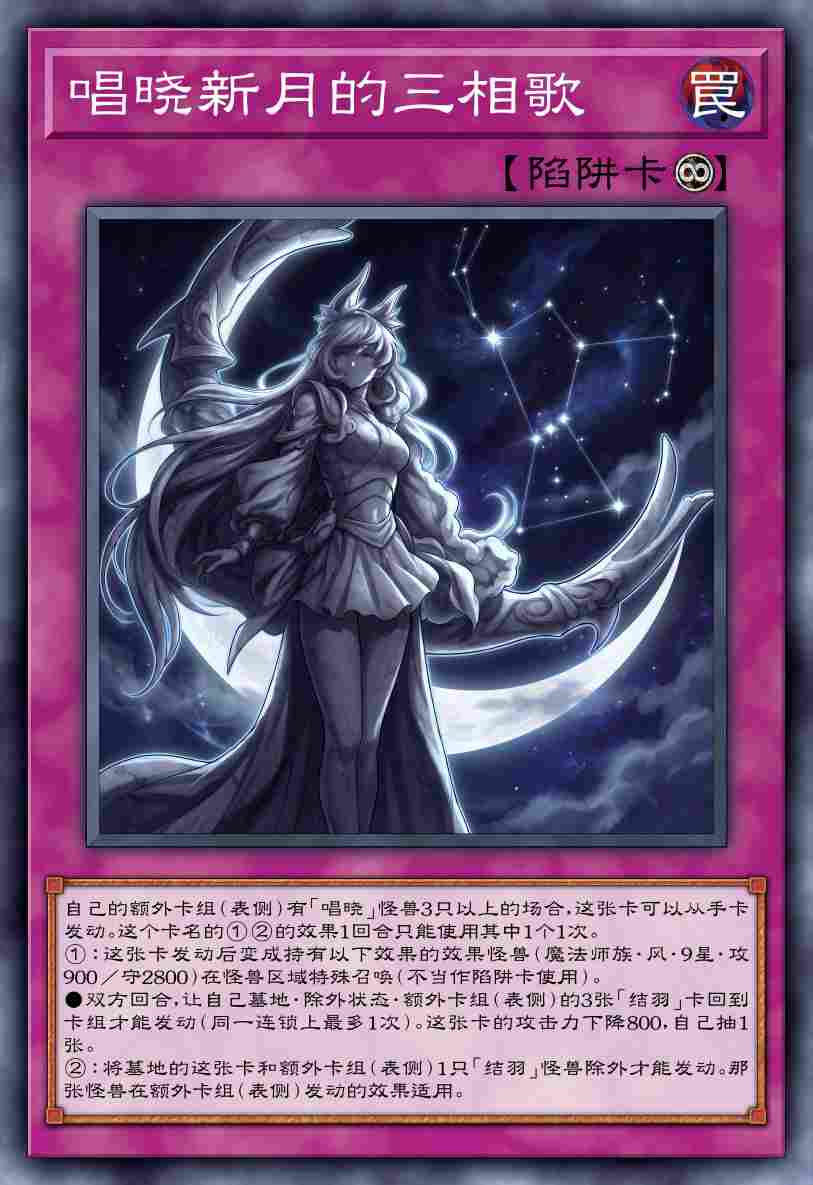 唱晓新月的三相歌
罠
【陷阱卡♾】
自己的额外卡组(表侧)有「唱晓」怪兽3只以上的场合,这张卡可以从手卡
发动。这个卡名的①②的效果1回合只能使用其中1个1次。
①:这张卡发动后变成持有以下效果的效果怪兽(魔法师族·风·9星·攻
900/守2800)在怪兽区域特殊召唤(不当作陷阱卡使用)。
●双方回合,让自己墓地·除外状态·额外卡组(表侧)的3张「结羽」卡回到
卡组才能发动(同一连锁上最多1次)。这张卡的攻击力下降800,自己抽1
张。
②:将墓地的这张卡和额外卡组(表侧)1只「结羽」怪兽除外才能发动。那
张怪兽在额外卡组(表侧)发动的效果适用。